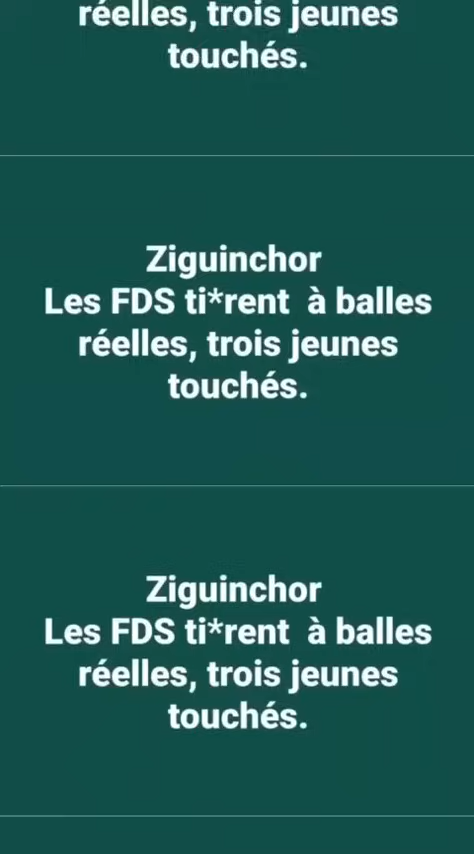 réelles, trois jeunes
touchés.
Ziguinchor
Les FDS ti*rent à balles
réelles, trois jeunes
touchés.
Ziguinchor
Les FDS ti*rent à balles
réelles, trois jeunes
touchés.